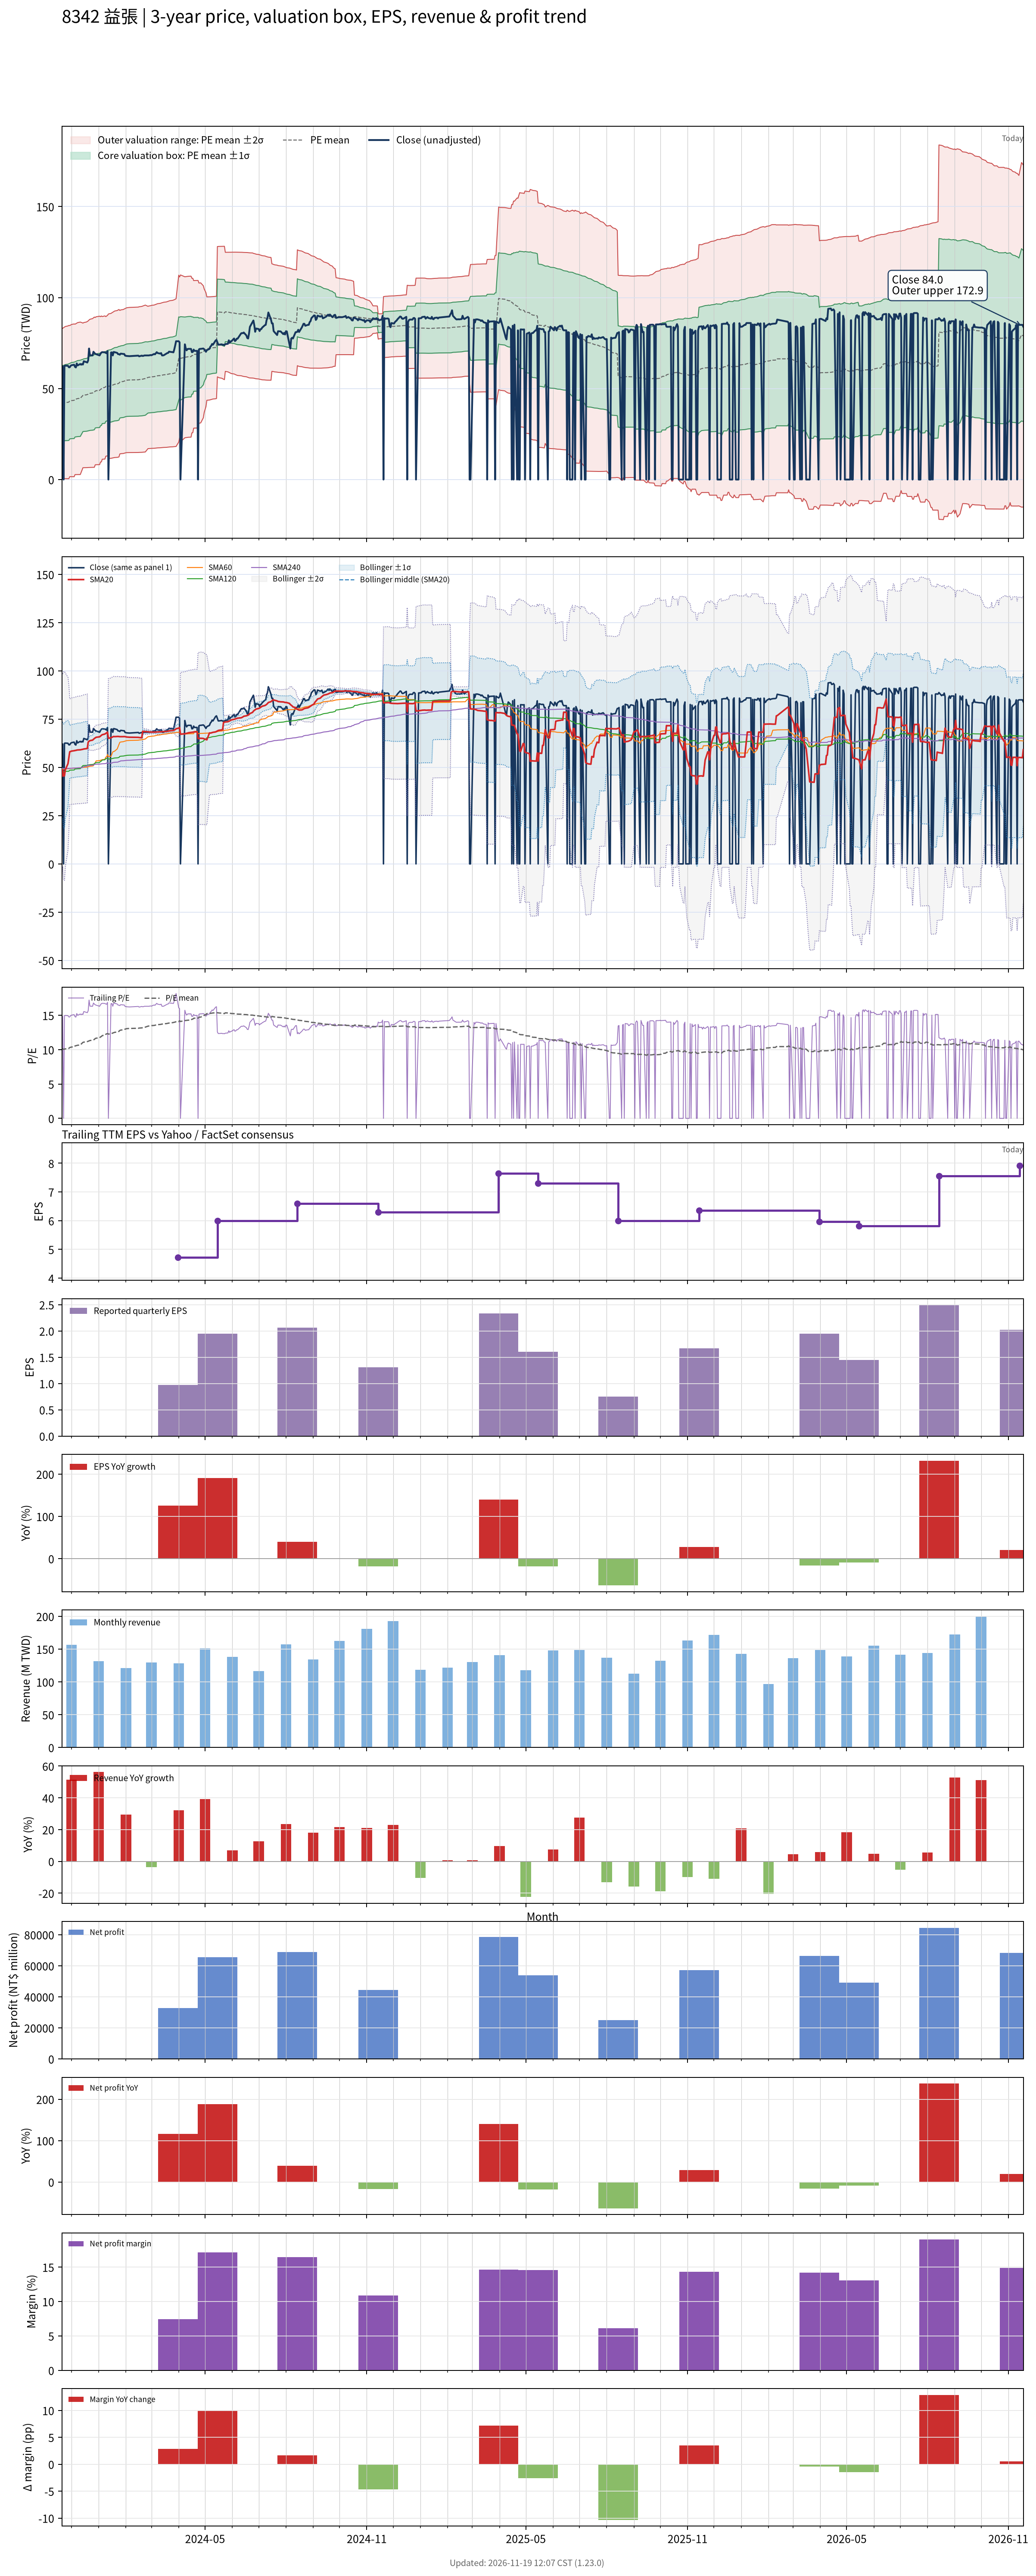 8342 益張 | 3-year price, valuation box, EPS, revenue & profit trend
Outer valuation range: PE mean ±2σ
Core valuation box: PE mean ±1σ
PE mean
Close (unadjusted)
Today
Close 84.0
Outer upper 172.9
Price (TWD)
150
100
50
0
Close (same as panel 1)
SMA20
SMA60
SMA120
SMA240
Bollinger ±2σ
Bollinger ±1σ
Bollinger middle (SMA20)
Price
150
125
100
75
50
25
0
-25
-50
Trailing P/E
P/E mean
P/E
15
10
5
0
Trailing TTM EPS vs Yahoo / FactSet consensus
Today
EPS
8
7
6
5
4
Reported quarterly EPS
EPS
2.5
2.0
1.5
1.0
0.5
0.0
EPS YoY growth
YoY (%)
200
100
0
Monthly revenue
Revenue (M TWD)
200
150
100
50
0
Revenue YoY growth
YoY (%)
60
40
20
0
-20
Month
Net profit
Net profit (NT$ million)
80000
60000
40000
20000
0
Net profit YoY
YoY (%)
200
100
0
Net profit margin
Margin (%)
15
10
5
0
Margin YoY change
Δ margin (pp)
10
5
0
-5
-10
2024-05
2024-11
2025-05
2025-11
2026-05
2026-11
Updated: 2026-11-19 12:07 CST (1.23.0)